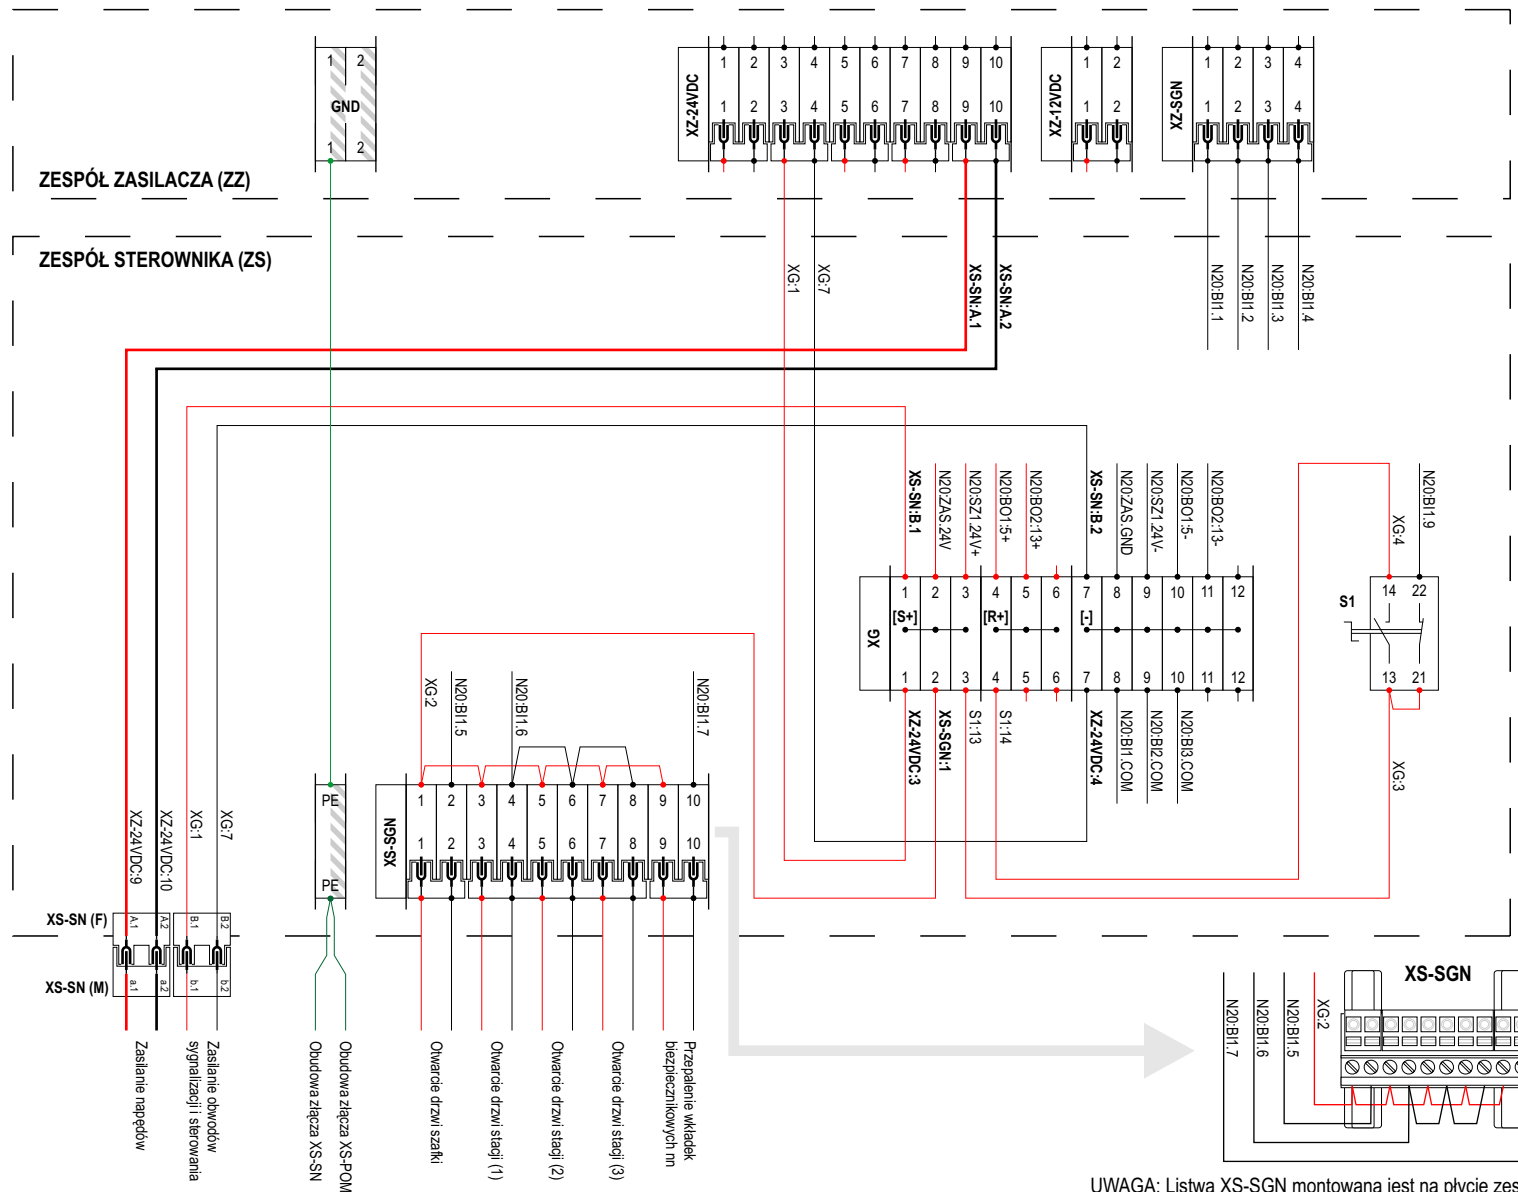 1 2
GND
1 2
ZESPÓŁ ZASILACZA (ZZ)
XZ-24VDC
1 2 3 4 5 6 7 8 9 10
1 2 3 4 5 6 7 8 9 10
XZ-12VDC
1 2
1 2
XZ-SGN
1 2 3 4
1 2 3 4
ZESPÓŁ STEROWNIKA (ZS)
XG:1
XG:7
XS-SN:A.1
XS-SN:A.2
N20:BI1.1
N20:BI1.2
N20:BI1.3
N20:BI1.4
XS-SN:B.1
N20:ZAS.24V
N20:SZ1.24V+
N20:BO1:5+
N20:BO2:13+
XS-SN:B.2
N20:ZAS.GND
N20:SZ1.24V-
N20:BO1:5-
N20:BO2:13-
XG:4
N20:BI1.9
XG
1 2 3 4 5 6 7 8 9 10 11 12
[S+] [R+] [-]
1 2 3 4 5 6 7 8 9 10 11 12
S1
14 22
13 21
XZ-24VDC:3
XS-SGN:1
S1:13
S1:14
XZ-24VDC:4
N20:BI1.COM
N20:BI2.COM
N20:BI3.COM
XG:3
XG:2
N20:BI1.5
N20:BI1.6
N20:BI1.7
XZ-24VDC:9
XZ-24VDC:10
XG:1
XG:7
PE
PE
XS-SGN
1 2 3 4 5 6 7 8 9 10
1 2 3 4 5 6 7 8 9 10
XS-SN (F)
A.1 A.2 B.1 B.2
XS-SN (M)
a.1 a.2 b.1 b.2
Zasilanie napędów
Zasilanie obwodów
sygnalizacji i sterowania
Obudowa złącza XS-SN
Obudowa złącza XS-POM
Otwarcie drzwi szafki
Otwarcie drzwi stacji (1)
Otwarcie drzwi stacji (2)
Otwarcie drzwi stacji (3)
Przepalenie wkładek
bezpiecznikowych nn
XS-SGN
N20:BI1.7
N20:BI1.6
N20:BI1.5
XG:2
UWAGA: Listwa XS-SGN montowana jest na płycie zes